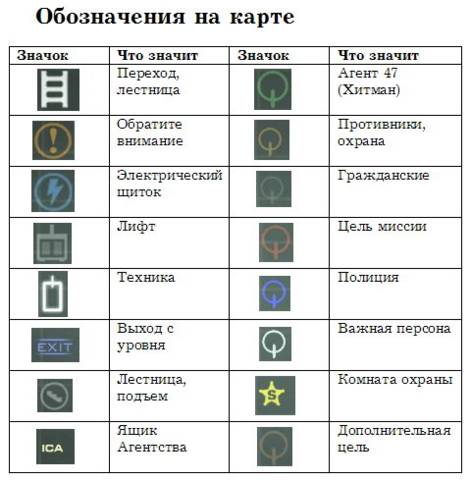 Обозначения на карте
Значок Что значит Значок Что значит
Переход,
лестница
Агент 47
(Хитман)
Обратите
внимание
Противники,
охрана
Электрический
щиток
Гражданские
Лифт
Цель миссии
Техника
Полиция
EXIT
Выход с
уровня
Важная персона
Лестница,
подъем
S
Комната охраны
ICA
Ящик
Агентства
Дополнительная
цель